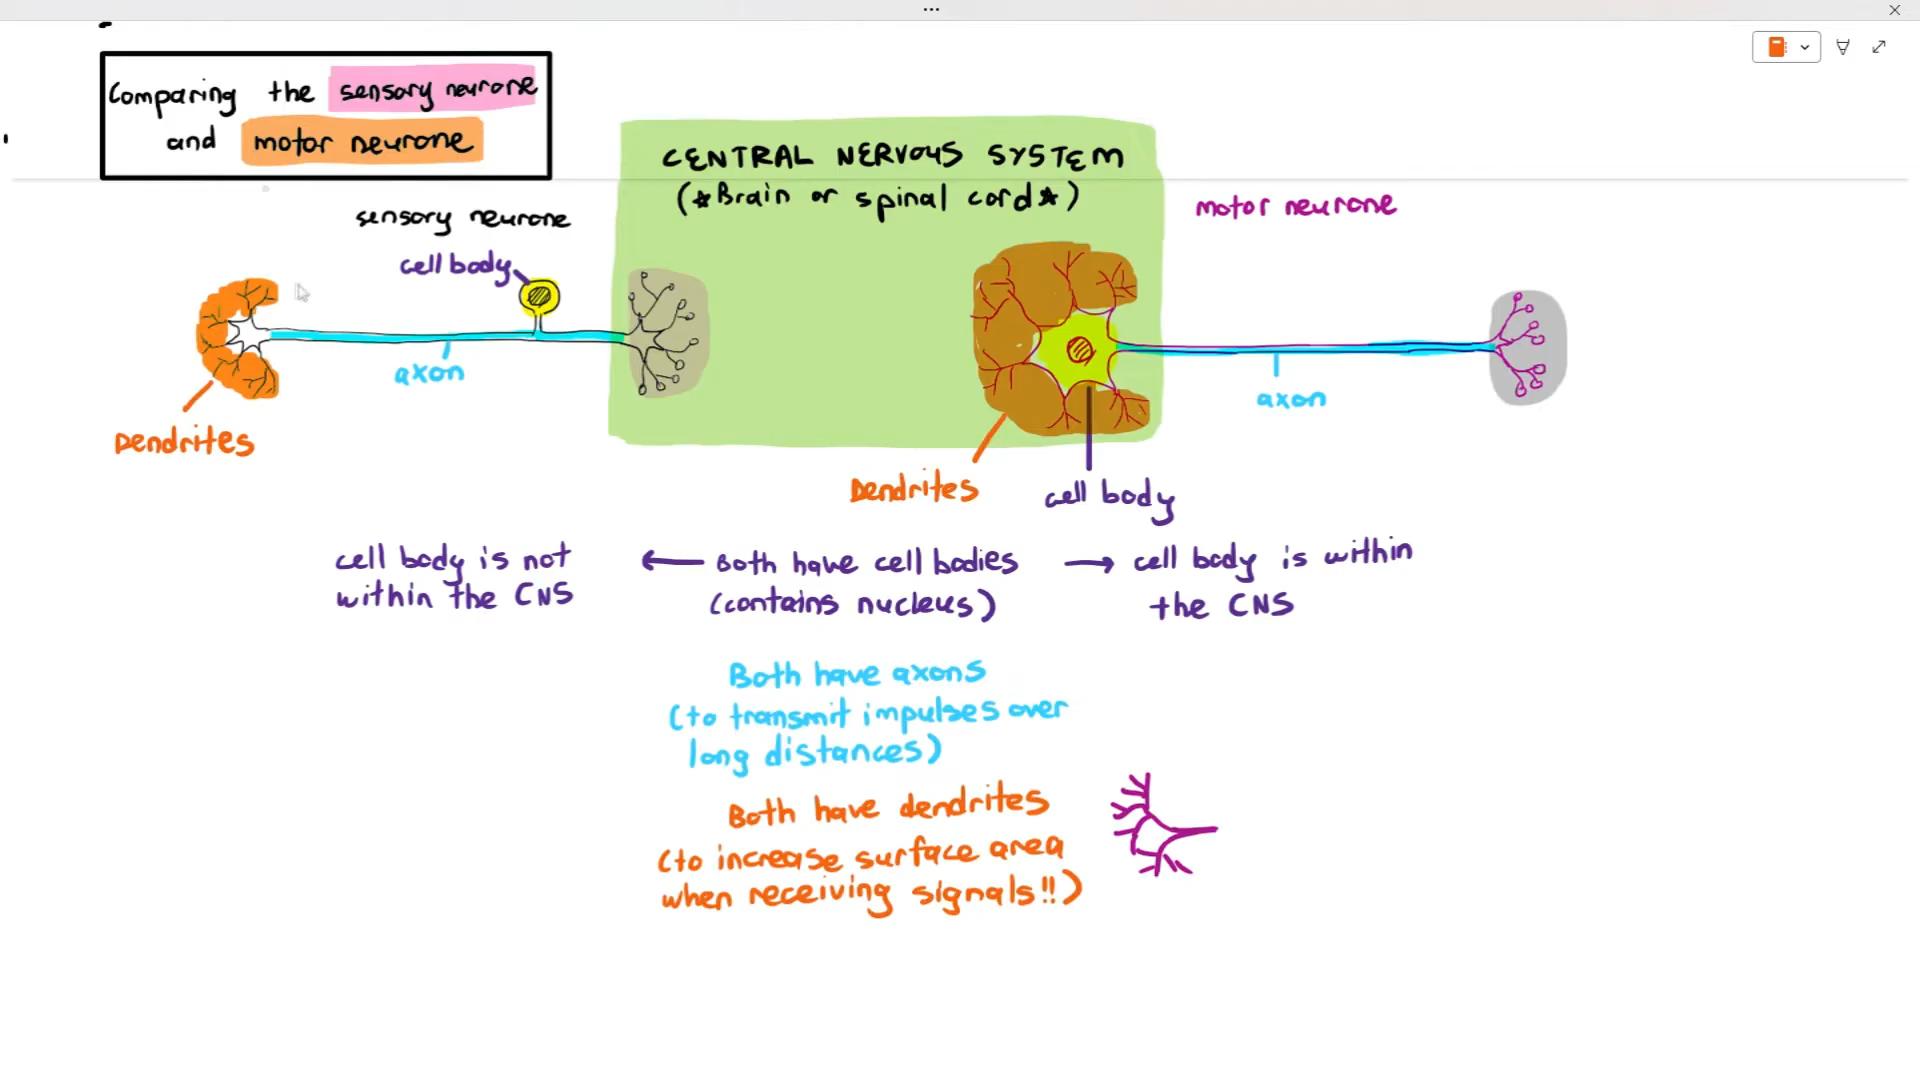 Comparing the sensory neurone
and motor neurone
CENTRAL NERVOUS SYSTEM
(*Brain or spinal cord*)
sensory neurone
motor neurone
cell body
axon
axon
Dendrites
Dendrites
cell body
cell body is not
within the CNS
Both have cell bodies
(contains nucleus)
cell body is within
the CNS
Both have axons
(to transmit impulses over
long distances)
Both have dendrites
(to increase surface area
when receiving signals!!)